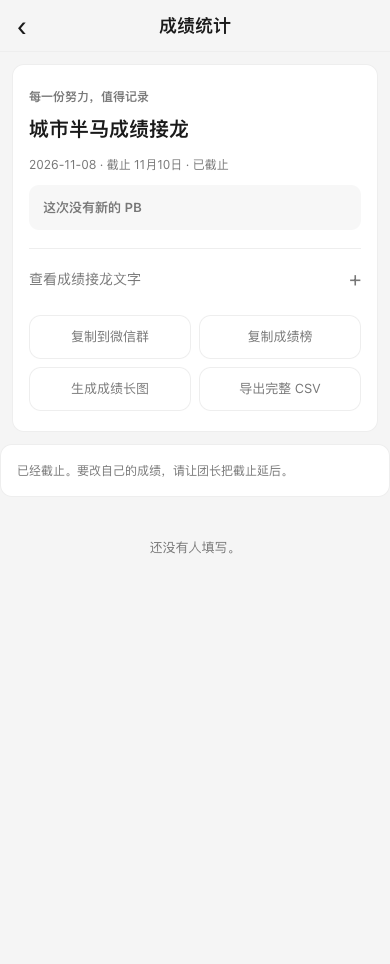 成绩统计
每一份努力，值得记录
城市半马成绩接龙
2026-11-08 · 截止 11月10日 · 已截止
这次没有新的 PB
查看成绩接龙文字
复制到微信群
复制成绩榜
生成成绩长图
导出完整 CSV
已经截止。要改自己的成绩，请让团长把截止延后。
还没有人填写。